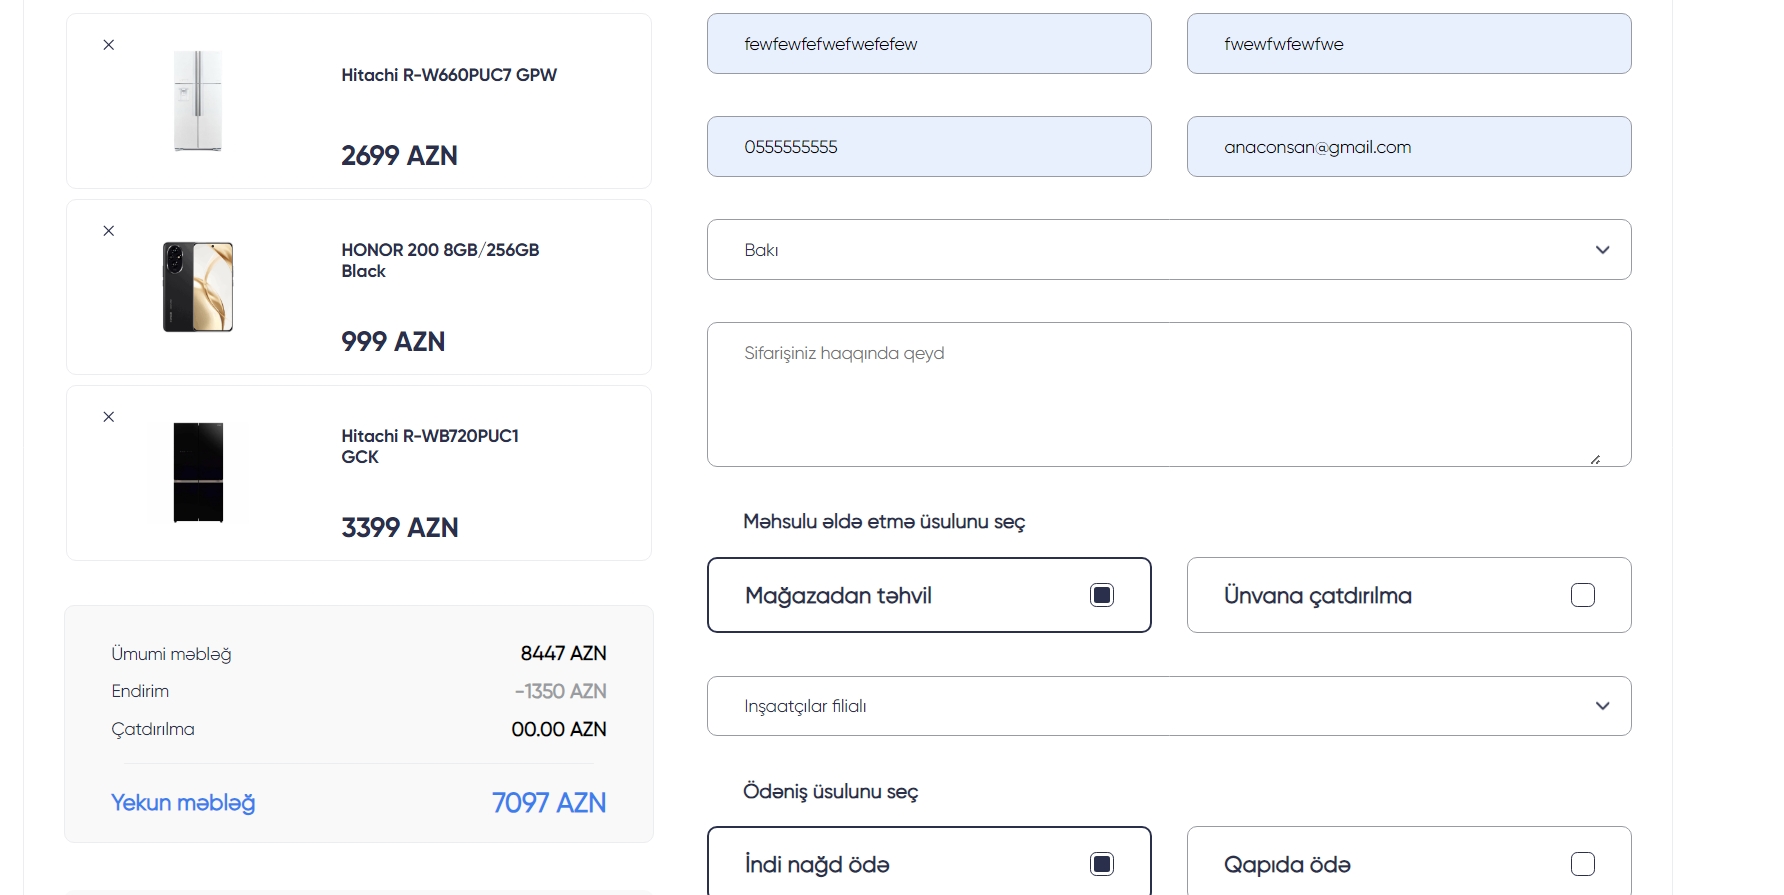 Hitachi R-W660PUC7 GPW
2699 AZN
HONOR 200 8GB/256GB
Black
999 AZN
Hitachi R-WB720PUC1
GCK
3399 AZN
Ümumi məbləğ 8447 AZN
Endirim -1350 AZN
Çatdırılma 00.00 AZN
Yekun məbləğ 7097 AZN
fewfewfefwefwefefew
fwewfwfewfwe
0555555555
anaconsan@gmail.com
Bakı
Sifarişiniz haqqında qeyd
Məhsulu əldə etmə üsulunu seç
Mağazadan təhvil
Ünvana çatdırılma
Inşaatçılar filialı
Ödəniş üsulunu seç
İndi nağd ödə
Qapıda ödə